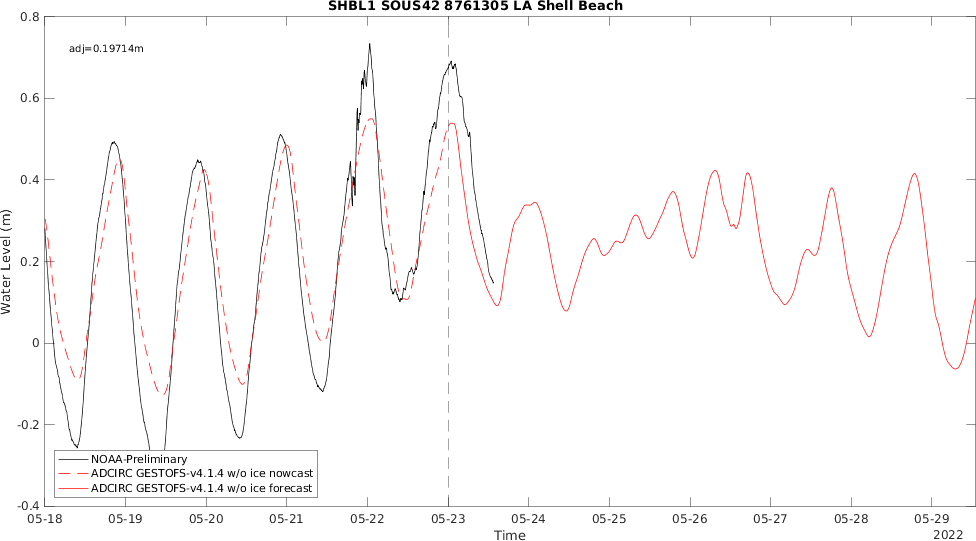 SHBL1 SOUS42 8761305 LA Shell Beach
adj=0.19714m
Water Level (m)
0.8
0.6
0.4
0.2
0
-0.2
-0.4
NOAA-Preliminary
ADCIRC GESTOFS-v4.1.4 w/o ice nowcast
ADCIRC GESTOFS-v4.1.4 w/o ice forecast
05-18 05-19 05-20 05-21 05-22 05-23 05-24 05-25 05-26 05-27 05-28 05-29
Time
2022